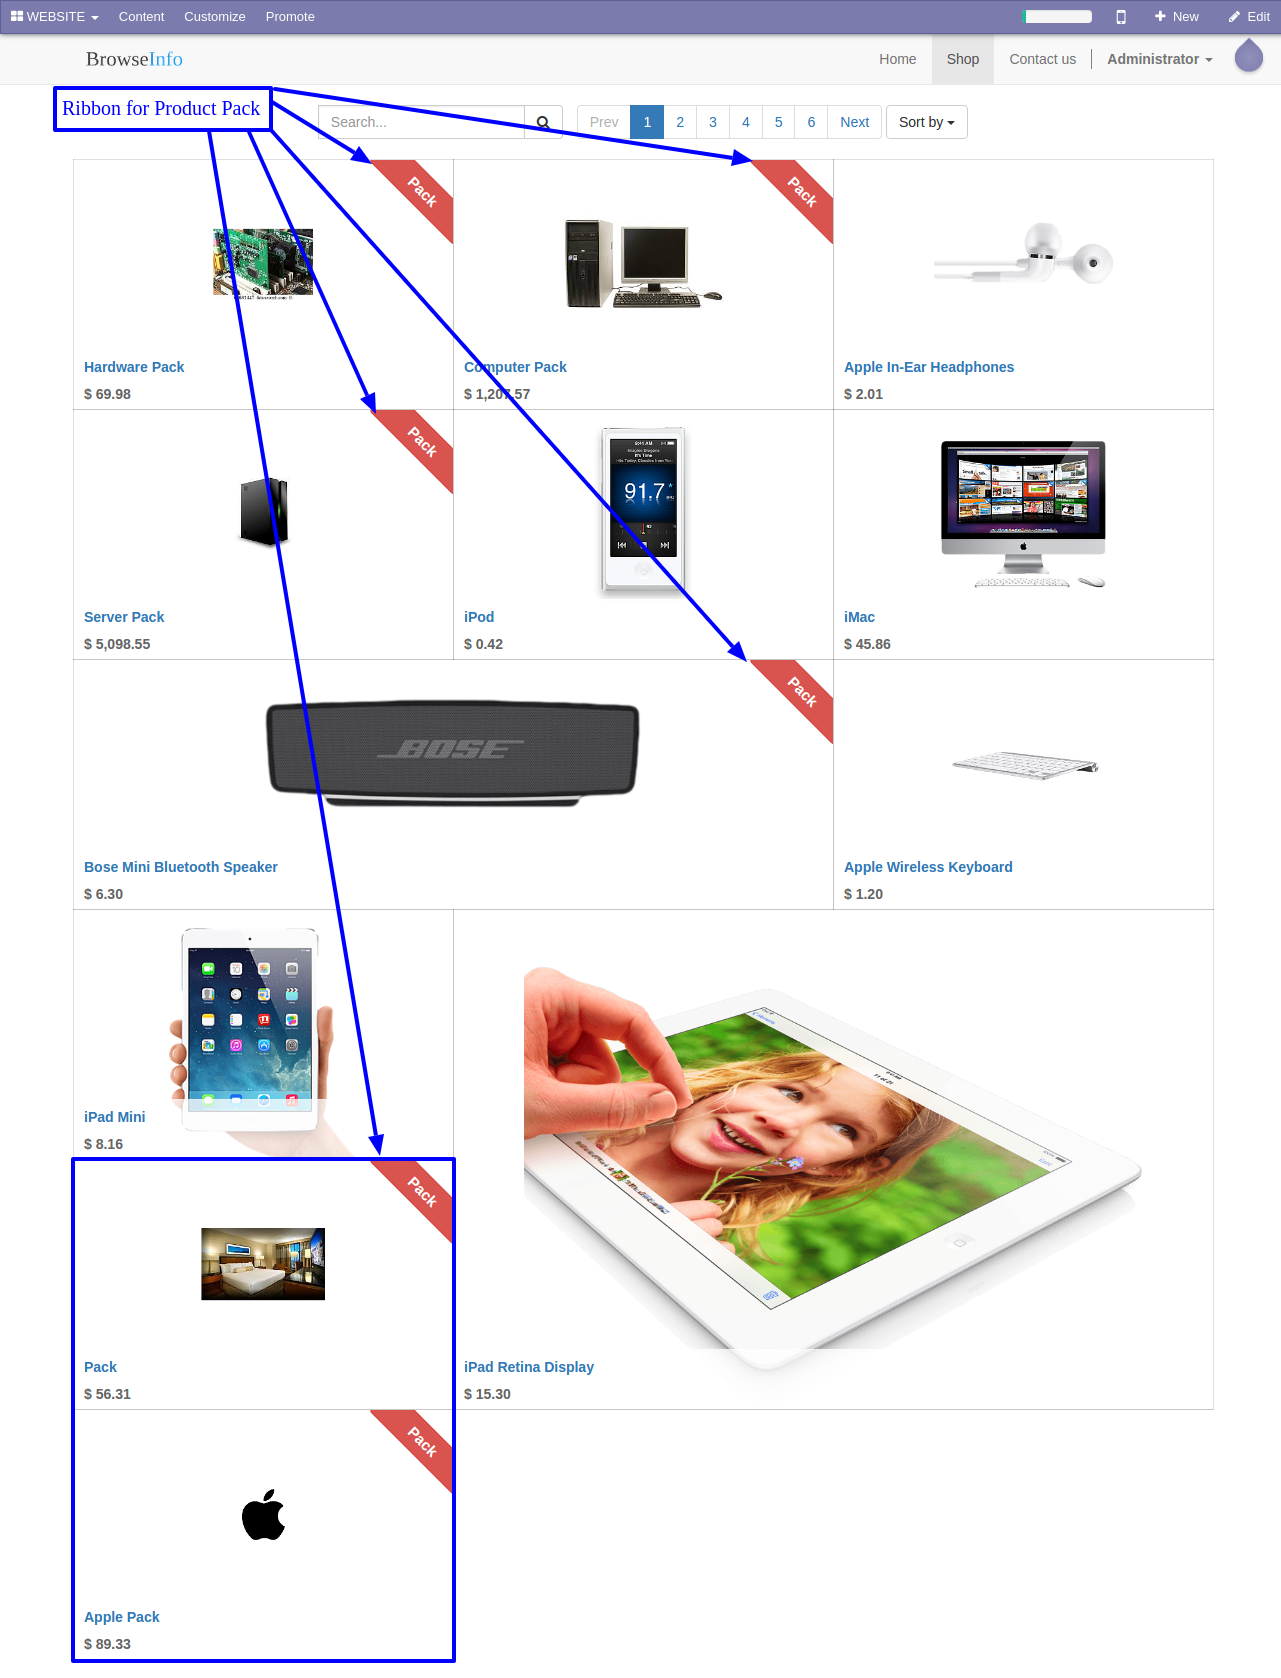 WEBSITE Content Customize Promote New Edit
BrowseInfo Home Shop Contact us Administrator
Ribbon for Product Pack
Search... Prev 1 2 3 4 5 6 Next Sort by
Pack Pack
Hardware Pack Computer Pack Apple In-Ear Headphones
$ 69.98 $ 1,207.57 $ 2.01
Pack
91.7
Server Pack iPod iMac
$ 5,098.55 $ 0.42 $ 45.86
Pack
BOSE
Bose Mini Bluetooth Speaker Apple Wireless Keyboard
$ 6.30 $ 1.20
iPad Mini
$ 8.16
Pack
Pack iPad Retina Display
$ 56.31 $ 15.30
Pack
Apple Pack
$ 89.33